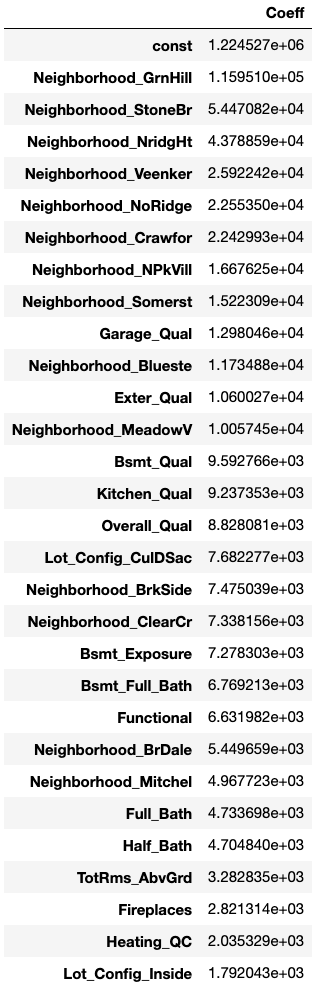 Coeff
const 1.224527e+06
Neighborhood_GrnHill 1.159510e+05
Neighborhood_StoneBr 5.447082e+04
Neighborhood_NridgHt 4.378859e+04
Neighborhood_Veenker 2.592242e+04
Neighborhood_NoRidge 2.255350e+04
Neighborhood_Crawfor 2.242993e+04
Neighborhood_NPkVill 1.667625e+04
Neighborhood_Somerst 1.522309e+04
Garage_Qual 1.298046e+04
Neighborhood_Blueste 1.173488e+04
Exter_Qual 1.060027e+04
Neighborhood_MeadowV 1.005745e+04
Bsmt_Qual 9.592766e+03
Kitchen_Qual 9.237353e+03
Overall_Qual 8.828081e+03
Lot_Config_CulDSac 7.682277e+03
Neighborhood_BrkSide 7.475039e+03
Neighborhood_ClearCr 7.338156e+03
Bsmt_Exposure 7.278303e+03
Bsmt_Full_Bath 6.769213e+03
Functional 6.631982e+03
Neighborhood_BrDale 5.449659e+03
Neighborhood_Mitchel 4.967723e+03
Full_Bath 4.733698e+03
Half_Bath 4.704840e+03
TotRms_AbvGrd 3.282835e+03
Fireplaces 2.821314e+03
Heating_QC 2.035329e+03
Lot_Config_Inside 1.792043e+03